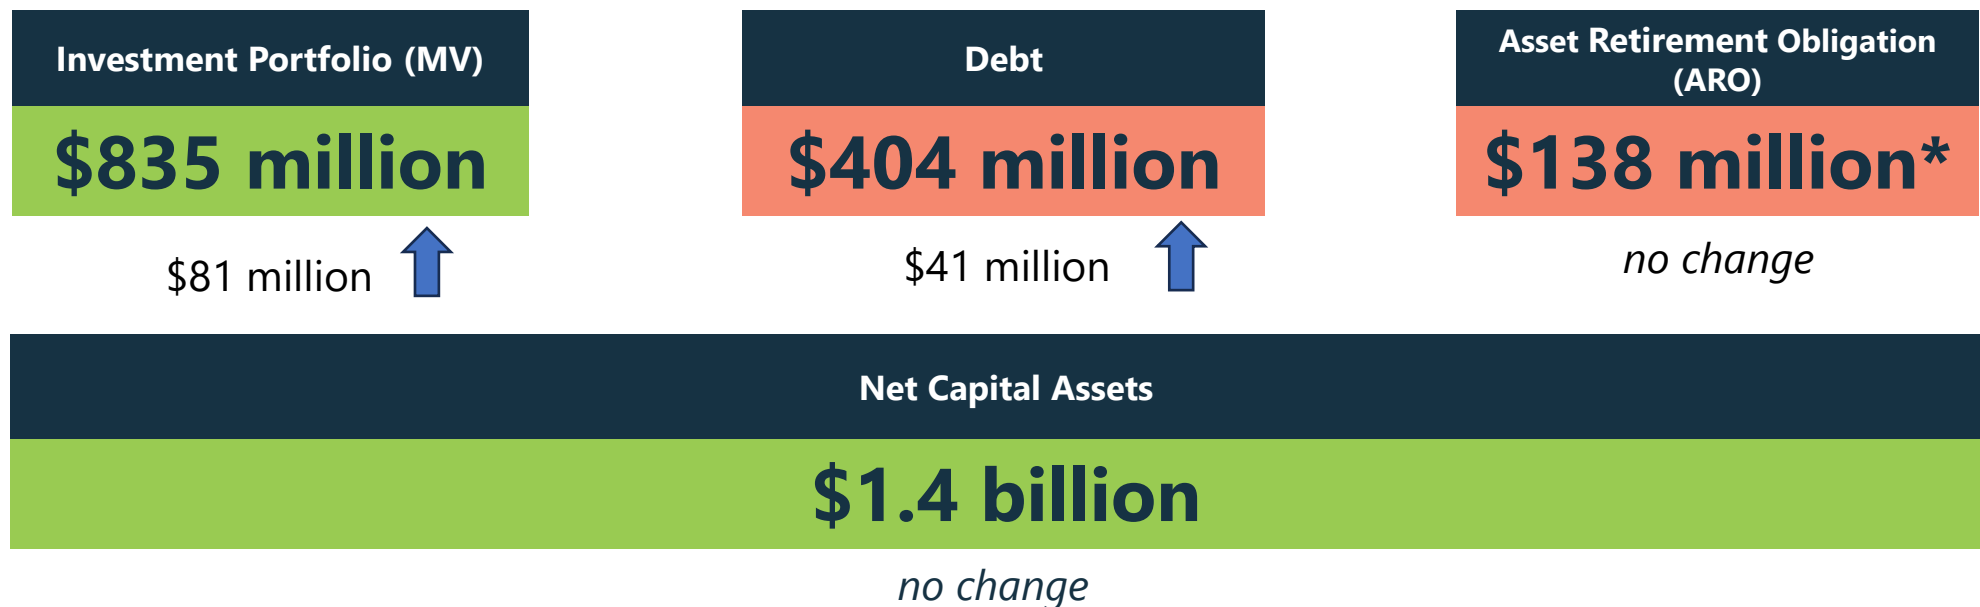 Investment Portfolio (MV)
$835 million
$81 million
Debt
$404 million
$41 million
Asset Retirement Obligation
(ARO)
$138 million*
no change
Net Capital Assets
$1.4 billion
no change